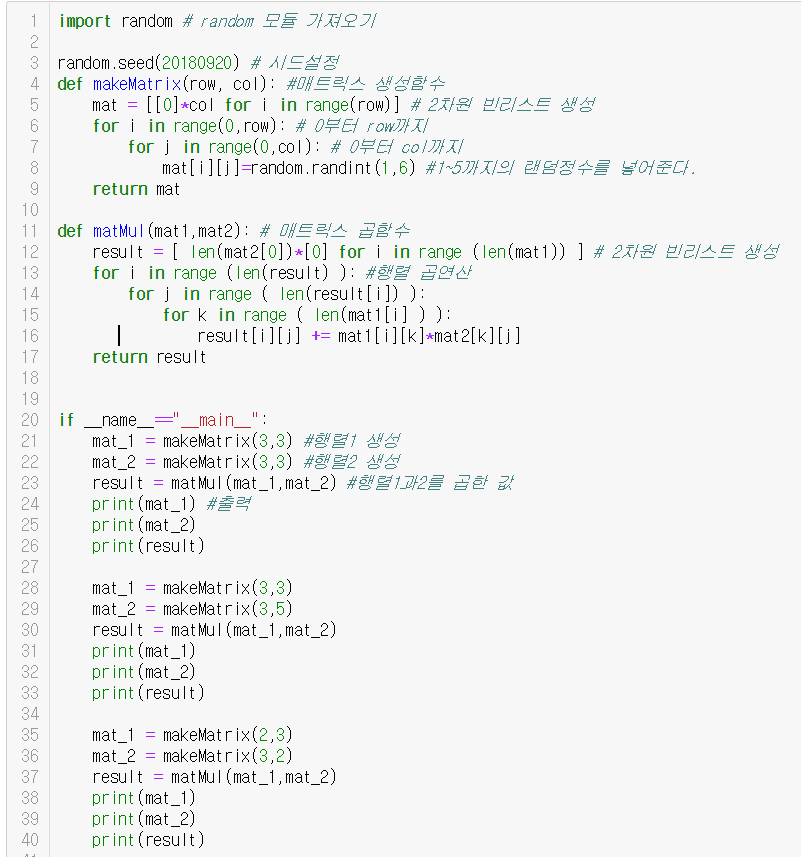 1 import random # random 모듈 가져오기
2
3 random.seed(20180920) # 시드설정
4 def makeMatrix(row, col): #매트릭스 생성함수
5     mat = [[0]*col for i in range(row)] # 2차원 빈리스트 생성
6     for i in range(0,row): # 0부터 row까지
7         for j in range(0,col): # 0부터 col까지
8             mat[i][j]=random.randint(1,6) #1~5까지의 랜덤정수를 넣어준다.
9     return mat
10
11 def matMul(mat1,mat2): # 매트릭스 곱함수
12     result = [ len(mat2[0])*[0] for i in range (len(mat1)) ] # 2차원 빈리스트 생성
13     for i in range (len(result) ): #행렬 곱연산
14         for j in range ( len(result[i]) ):
15             for k in range ( len(mat1[i] ) ):
16                 result[i][j] += mat1[i][k]*mat2[k][j]
17     return result
18
19
20 if __name__=="__main__":
21     mat_1 = makeMatrix(3,3) #행렬1 생성
22     mat_2 = makeMatrix(3,3) #행렬2 생성
23     result = matMul(mat_1,mat_2) #행렬1과2를 곱한 값
24     print(mat_1) #출력
25     print(mat_2)
26     print(result)
27
28     mat_1 = makeMatrix(3,3)
29     mat_2 = makeMatrix(3,5)
30     result = matMul(mat_1,mat_2)
31     print(mat_1)
32     print(mat_2)
33     print(result)
34
35     mat_1 = makeMatrix(2,3)
36     mat_2 = makeMatrix(3,2)
37     result = matMul(mat_1,mat_2)
38     print(mat_1)
39     print(mat_2)
40     print(result)